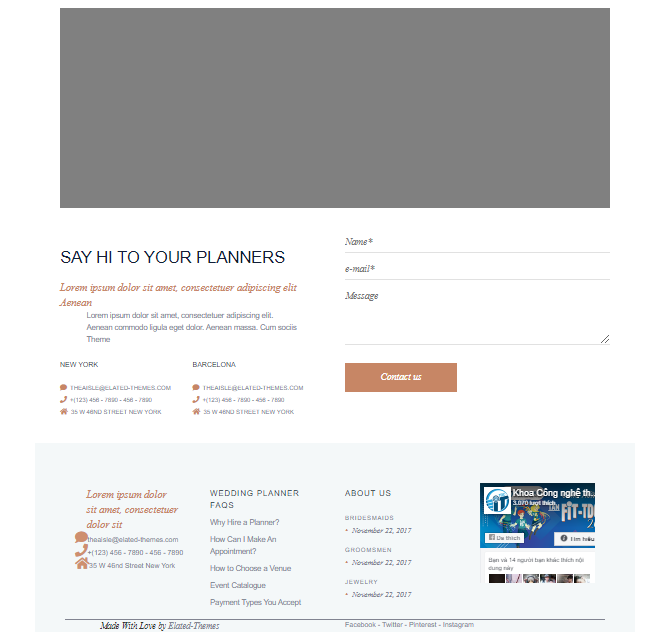 SAY HI TO YOUR PLANNERS
Lorem ipsum dolor sit amet, consectetuer adipiscing elit
Aenean
Lorem ipsum dolor sit amet, consectetuer adipiscing elit.
Aenean commodo ligula eget dolor. Aenean massa. Cum sociis
Theme
NEW YORK
THEAISLE@ELATED-THEMES.COM
+(123) 456 - 7890 - 456 - 7890
35 W 46ND STREET NEW YORK
BARCELONA
THEAISLE@ELATED-THEMES.COM
+(123) 456 - 7890 - 456 - 7890
35 W 46ND STREET NEW YORK
Name*
e-mail*
Message
Contact us
Lorem ipsum dolor
sit amet, consectetuer
dolor sit
theaisle@elated-themes.com
+(123) 456 - 7890 - 456 - 7890
35 W 46nd Street New York
WEDDING PLANNER
FAQS
Why Hire a Planner?
How Can I Make An
Appointment?
How to Choose a Venue
Event Catalogue
Payment Types You Accept
ABOUT US
BRIDESMAIDS
• November 22, 2017
GROOMSMEN
• November 22, 2017
JEWELRY
• November 22, 2017
Khoa Công nghệ th...
3.070 lượt thích
FIT-TD
Đã thích
Tìm hiểu
Bạn và 14 người bạn khác thích nội
dung này
Made With Love by Elated-Themes
Facebook - Twitter - Pinterest - Instagram